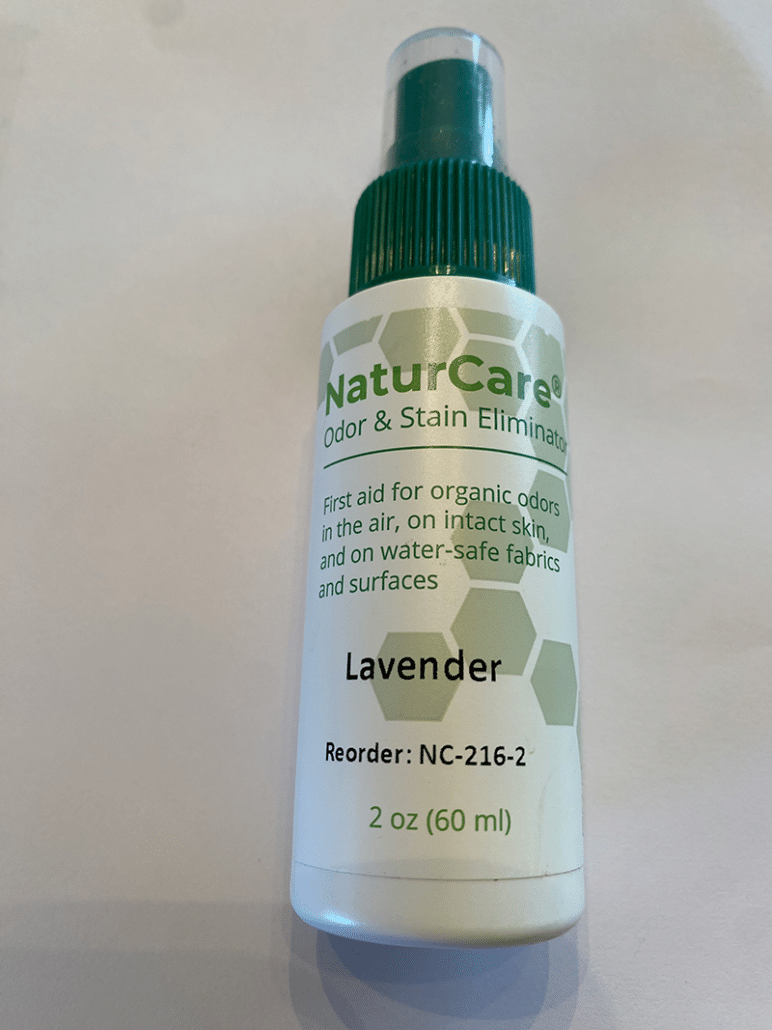 NaturCare®
Odor & Stain Eliminator
First aid for organic odors
in the air, on intact skin,
and on water-safe fabrics
and surfaces
Lavender
Reorder: NC-216-2
2 oz (60 ml)